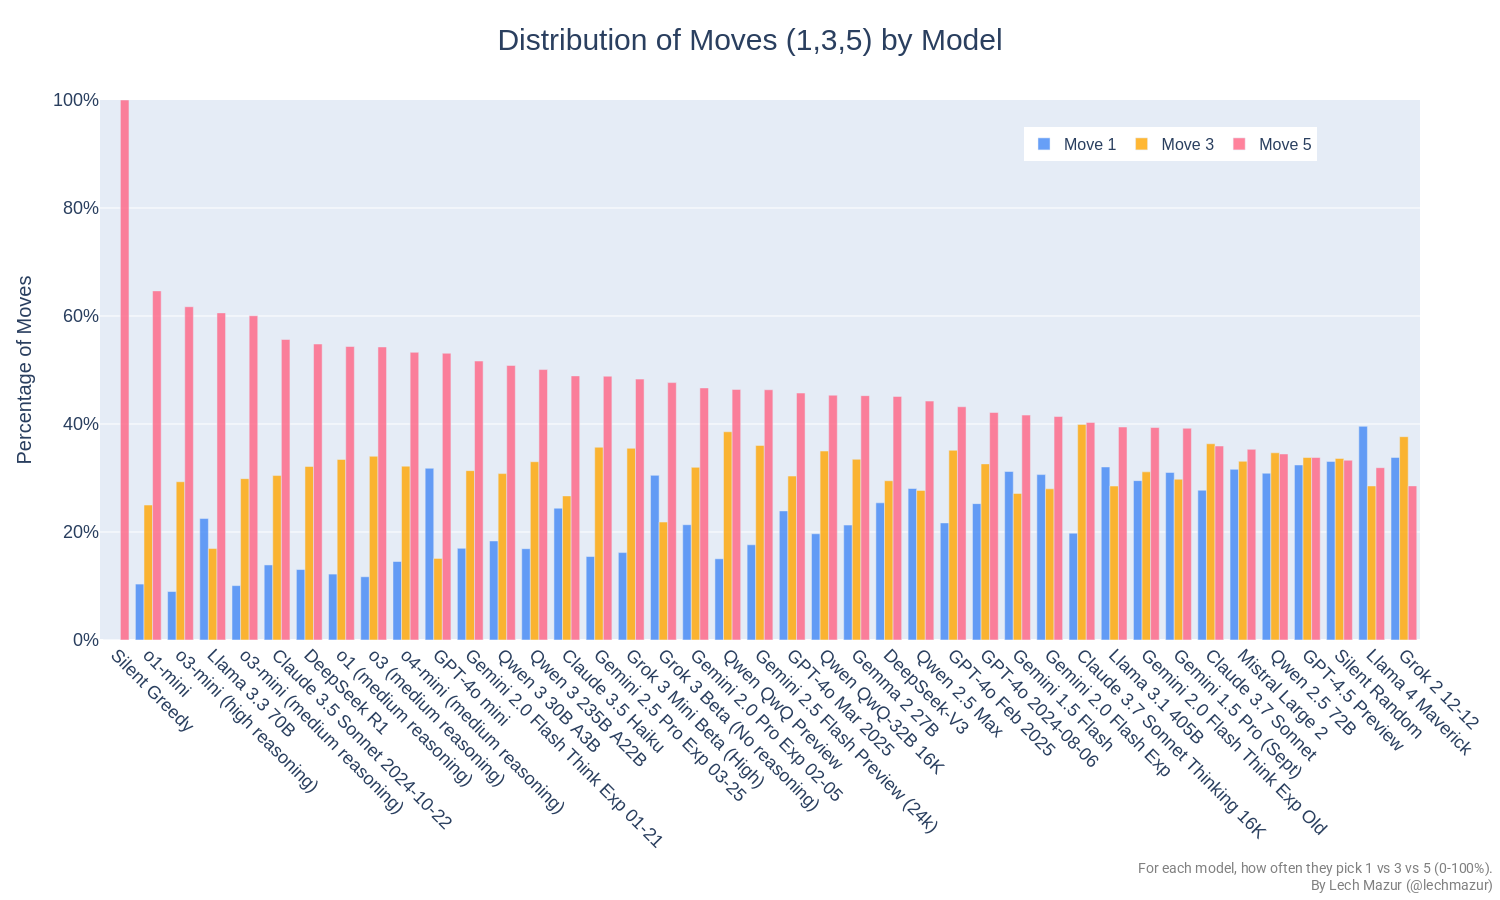 Distribution of Moves (1,3,5) by Model
Move 1
Move 3
Move 5
Percentage of Moves
100%
80%
60%
40%
20%
0%
Silent Greedy
o1-mini
o3-mini (high reasoning)
Llama 3.3 70B
o3-mini (medium reasoning)
Claude 3.5 Sonnet 2024-10-22
DeepSeek R1
o1 (medium reasoning)
o3 (medium reasoning)
o4-mini (medium reasoning)
GPT-4o mini
Gemini 2.0 Flash Think Exp 01-21
Qwen 3 30B A3B
Qwen 3 235B A22B
Claude 3.5 Haiku
Gemini 2.5 Pro Exp 03-25
Grok 3 Mini Beta (High)
Grok 3 Beta (No reasoning)
Gemini 2.0 Pro Exp 02-05
Qwen QwQ Preview
Gemini 2.5 Flash Preview (24k)
GPT-4o Mar 2025
Qwen QwQ-32B 16K
Gemma 2 27B
DeepSeek-V3
Qwen 2.5 Max
GPT-4o Feb 2025
GPT-4o 2024-08-06
Gemini 1.5 Flash
Gemini 2.0 Flash Exp
Claude 3.7 Sonnet Thinking 16K
Llama 3.1 405B
Gemini 2.0 Flash Think Exp Old
Gemini 1.5 Pro (Sept)
Claude 3.7 Sonnet
Mistral Large 2
Qwen 2.5 72B
GPT-4.5 Preview
Silent Random
Llama 4 Maverick
Grok 2 12-12
For each model, how often they pick 1 vs 3 vs 5 (0-100%).
By Lech Mazur (@lechmazur)